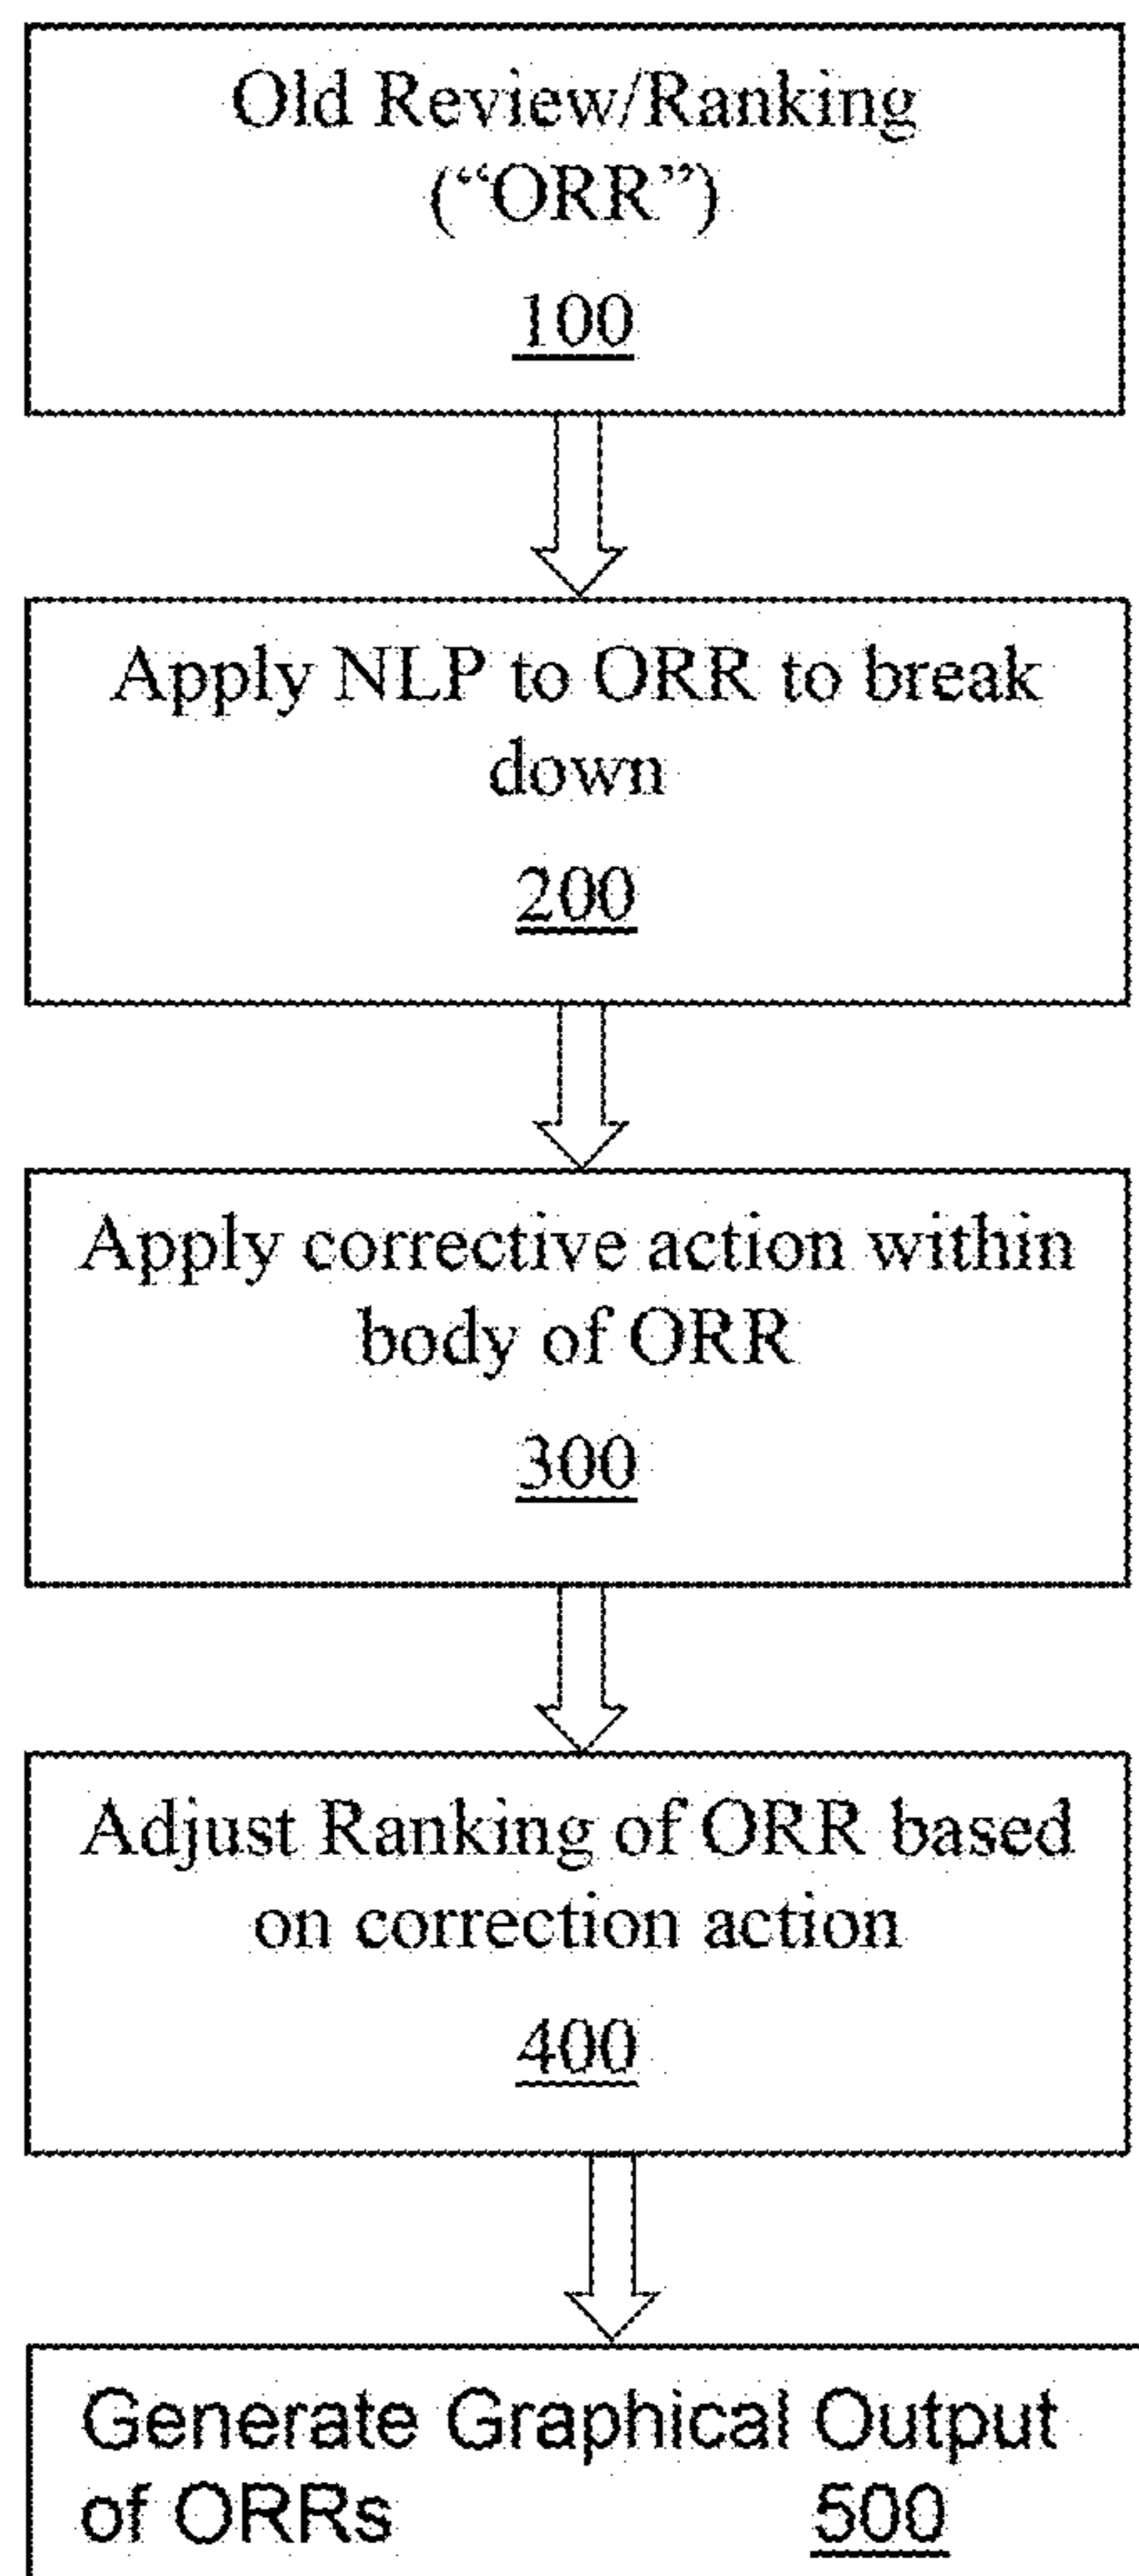 Old Review/Ranking
(“ORR”)
100
Apply NLP to ORR to break
down
200
Apply corrective action within
body of ORR
300
Adjust Ranking of ORR based
on correction action
400
Generate Graphical Output
of ORRs 500